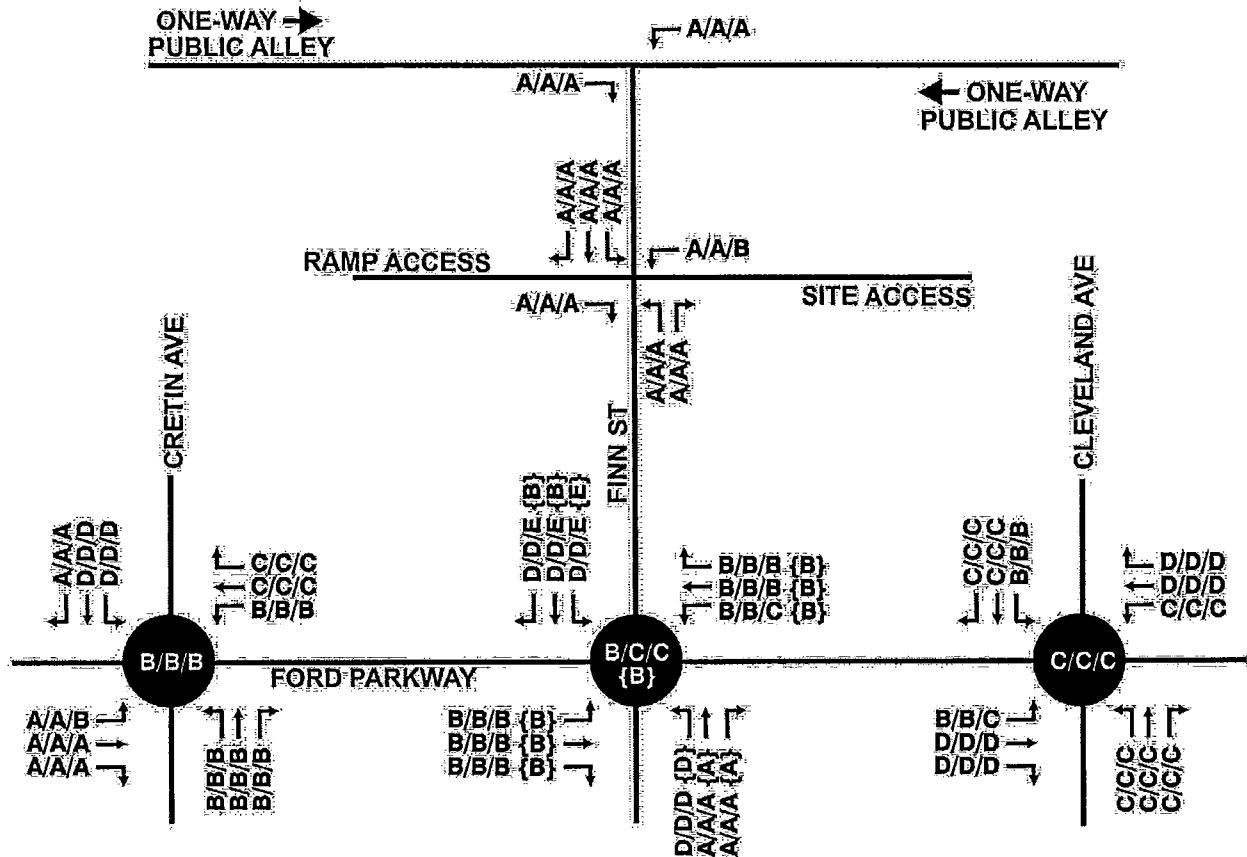 ONE-WAY
PUBLIC ALLEY
A/A/A
A/A/A
ONE-WAY
PUBLIC ALLEY
A/A/A
A/A/A
A/A/A
RAMP ACCESS
A/A/B
SITE ACCESS
A/A/A
A/A/A
A/A/A
CRETIN AVE
FINN ST
CLEVELAND AVE
A/A/A
D/D/D
D/D/D
C/C/C
C/C/C
B/B/B
D/D/E {B}
D/D/E {B}
D/D/E {E}
B/B/B {B}
B/B/B {B}
B/B/C {B}
C/C/C
C/C/C
B/B/B
D/D/D
D/D/D
C/C/C
B/B/B
FORD PARKWAY
B/C/C
{B}
C/C/C
A/A/B
A/A/A
A/A/A
B/B/B
B/B/B
B/B/B
B/B/B {B}
B/B/B {B}
B/B/B {B}
D/D/D {D}
A/A/A {A}
A/A/A {A}
B/B/C
D/D/D
D/D/D
C/C/C
C/C/C
C/C/C